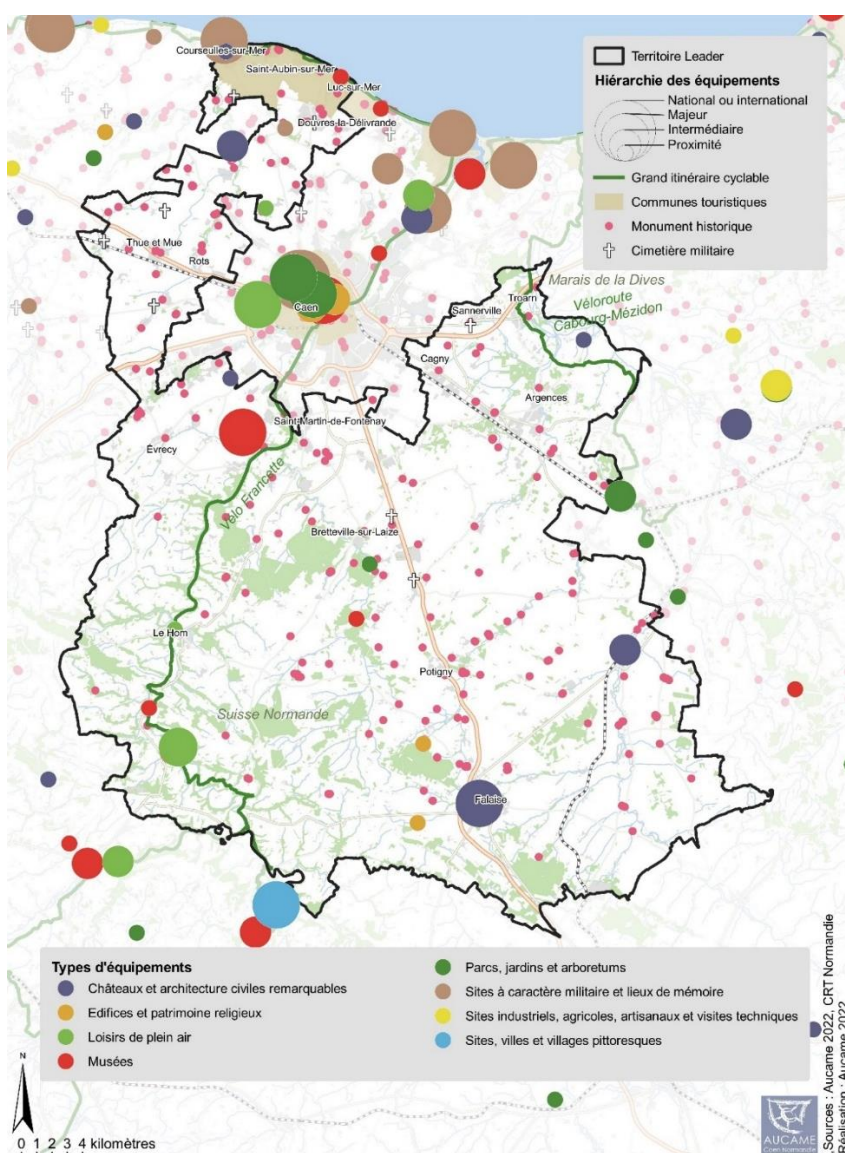 Courseulles-sur-Mer
Saint-Aubin-sur-Mer
Luc-sur-Mer
Douvres-la-Délivrande
Territoire Leader
Hiérarchie des équipements
National ou international
Majeur
Intermédiaire
Proximité
Grand itinéraire cyclable
Communes touristiques
Monument historique
Cimetière militaire
Thue et Mue
Rots
Caen
Marais de la Dives
Troarn
Sannerville
Véloroute
Cabourg-Mézidon
Cagny
Argences
Saint-Martin-de-Fontenay
Évrecy
Vélo Francette
Bretteville-sur-Laize
Le Hom
Potigny
Suisse Normande
Falaise
Types d'équipements
Châteaux et architecture civiles remarquables
Edifices et patrimoine religieux
Loisirs de plein air
Musées
Parcs, jardins et arboretums
Sites à caractère militaire et lieux de mémoire
Sites industriels, agricoles, artisanaux et visites techniques
Sites, villes et villages pittoresques
N
0 1 2 3 4 kilomètres
AUCAME
Caen Normandie
Sources : Aucame 2022, CRT Normandie
Réalisation : Aucame 2022